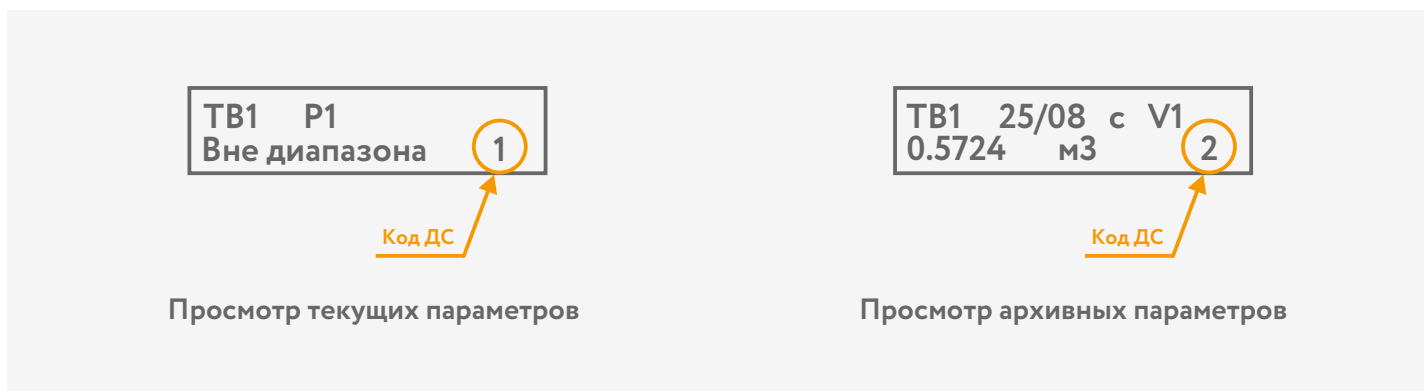 ТВ1 Р1
Вне диапазона 1
Код ДС
Просмотр текущих параметров
ТВ1 25/08 с V1
0.5724 м3 2
Код ДС
Просмотр архивных параметров